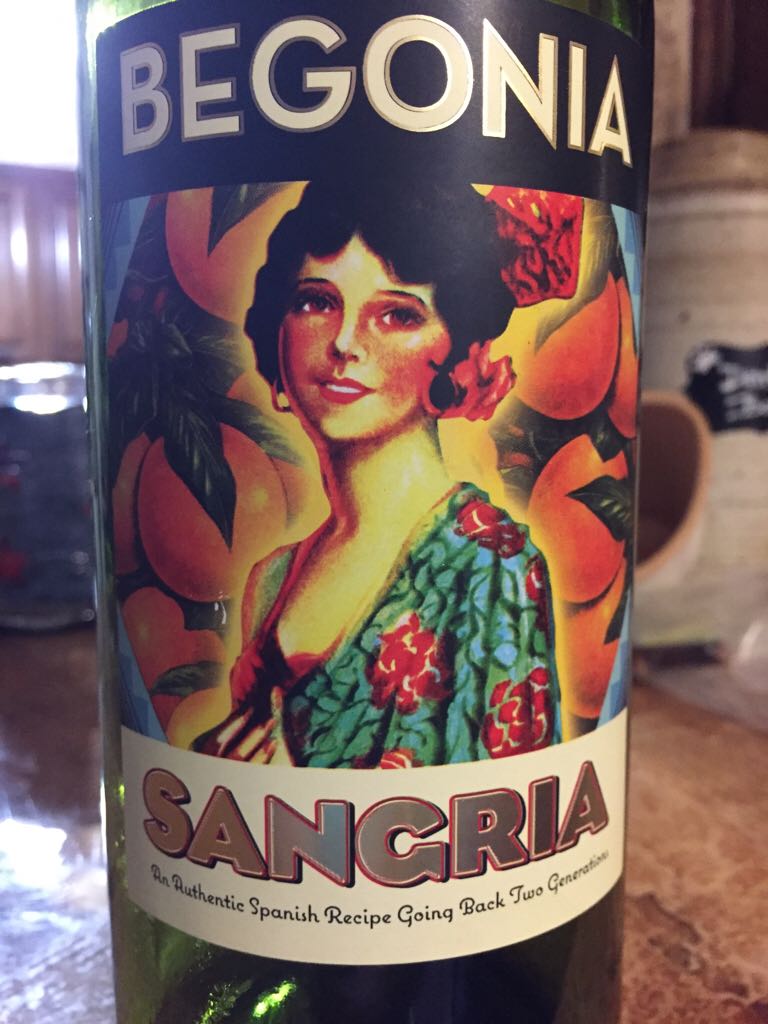 BEGONIA
SANGRIA
An Authentic Spanish Recipe Going Back Two Generations